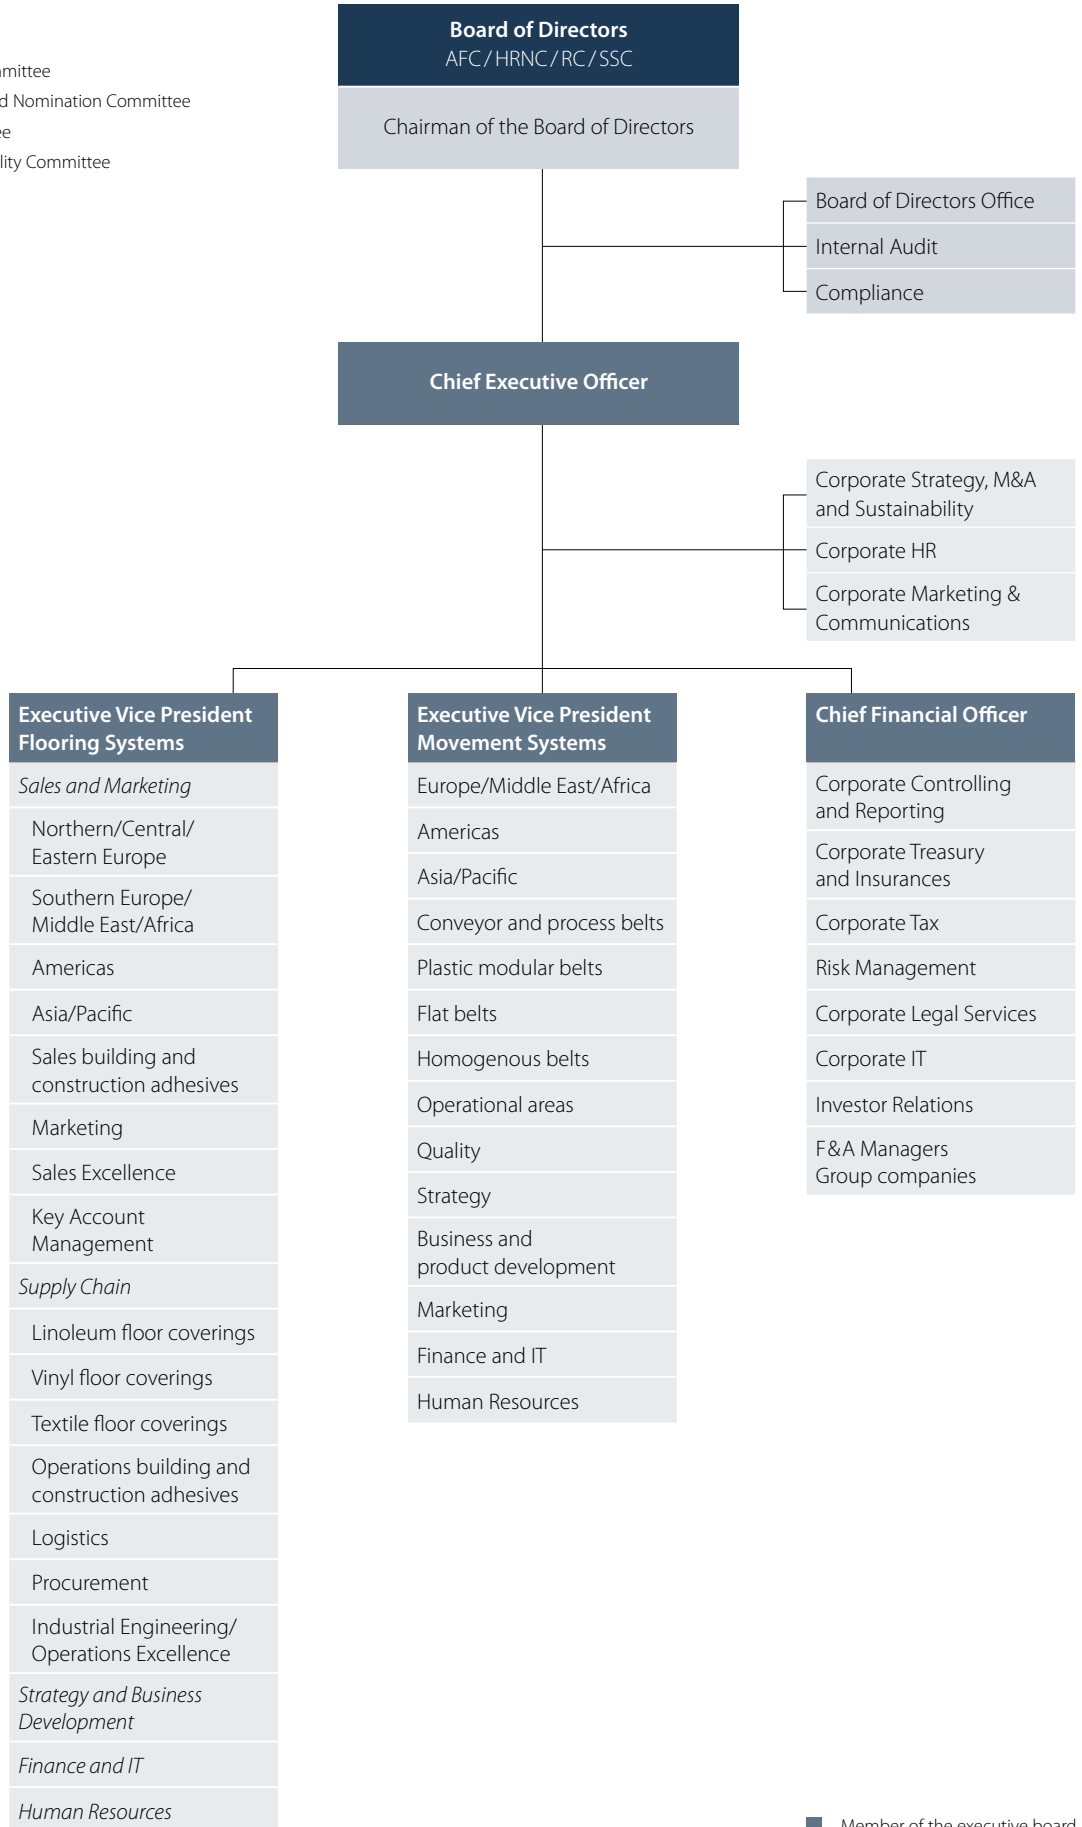 Board of Directors
AFC / HRNC / RC / SSC
Nomination Committee
Committee
Chairman of the Board of Directors
Board of Directors Office
Internal Audit
Compliance
Chief Executive Officer
Corporate Strategy, M&A
and Sustainability
Corporate HR
Corporate Marketing &
Communications
Executive Vice President
Flooring Systems
Sales and Marketing
Northern/Central/
Eastern Europe
Southern Europe/
Middle East/Africa
Americas
Asia/Pacific
Sales building and
construction adhesives
Marketing
Sales Excellence
Key Account
Management
Supply Chain
Linoleum floor coverings
Vinyl floor coverings
Textile floor coverings
Operations building and
construction adhesives
Logistics
Procurement
Industrial Engineering/
Operations Excellence
Strategy and Business
Development
Finance and IT
Human Resources
Executive Vice President
Movement Systems
Europe/Middle East/Africa
Americas
Asia/Pacific
Conveyor and process belts
Plastic modular belts
Flat belts
Homogenous belts
Operational areas
Quality
Strategy
Business and
product development
Marketing
Finance and IT
Human Resources
Chief Financial Officer
Corporate Controlling
and Reporting
Corporate Treasury
and Insurances
Corporate Tax
Risk Management
Corporate Legal Services
Corporate IT
Investor Relations
F&A Managers
Group companies
Member of the executive board